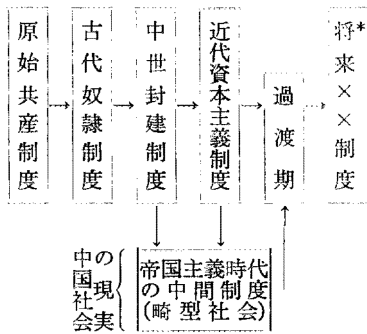 原始共産制度
古代奴隷制度
中世封建制度
近代資本主義制度
過渡期
将来××制度*
中国社会
の現実
帝国主義時代
の中間制度
(畸型社会)